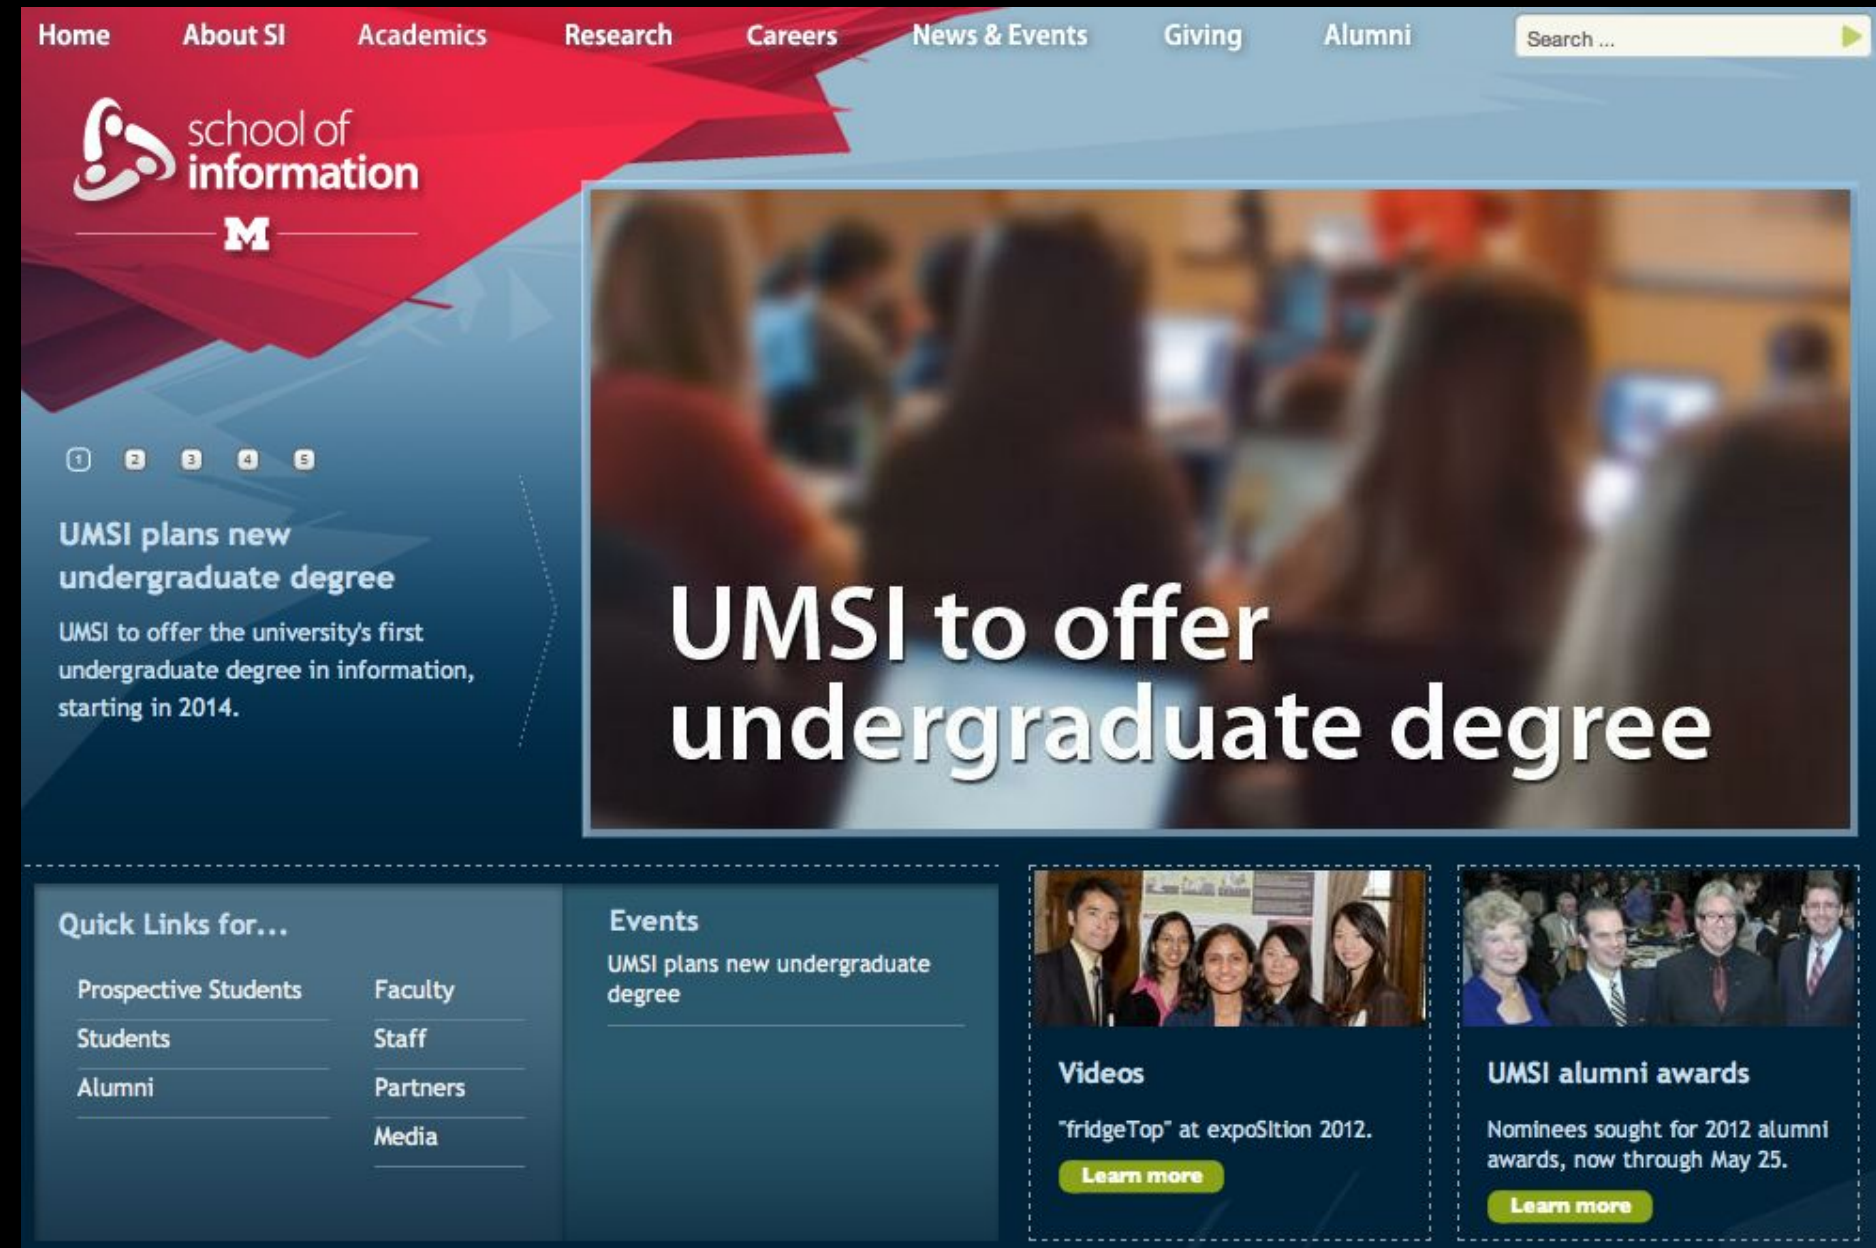 Home About SI Academics Research Careers News & Events Giving Alumni Search ...
school of
information
M
1 2 3 4 5
UMSI plans new
undergraduate degree
UMSI to offer the university's first
undergraduate degree in information,
starting in 2014.
UMSI to offer
undergraduate degree
Quick Links for...
Prospective Students
Students
Alumni
Faculty
Staff
Partners
Media
Events
UMSI plans new undergraduate
degree
Videos
"fridgeTop" at expoSItion 2012.
Learn more
UMSI alumni awards
Nominees sought for 2012 alumni
awards, now through May 25.
Learn more